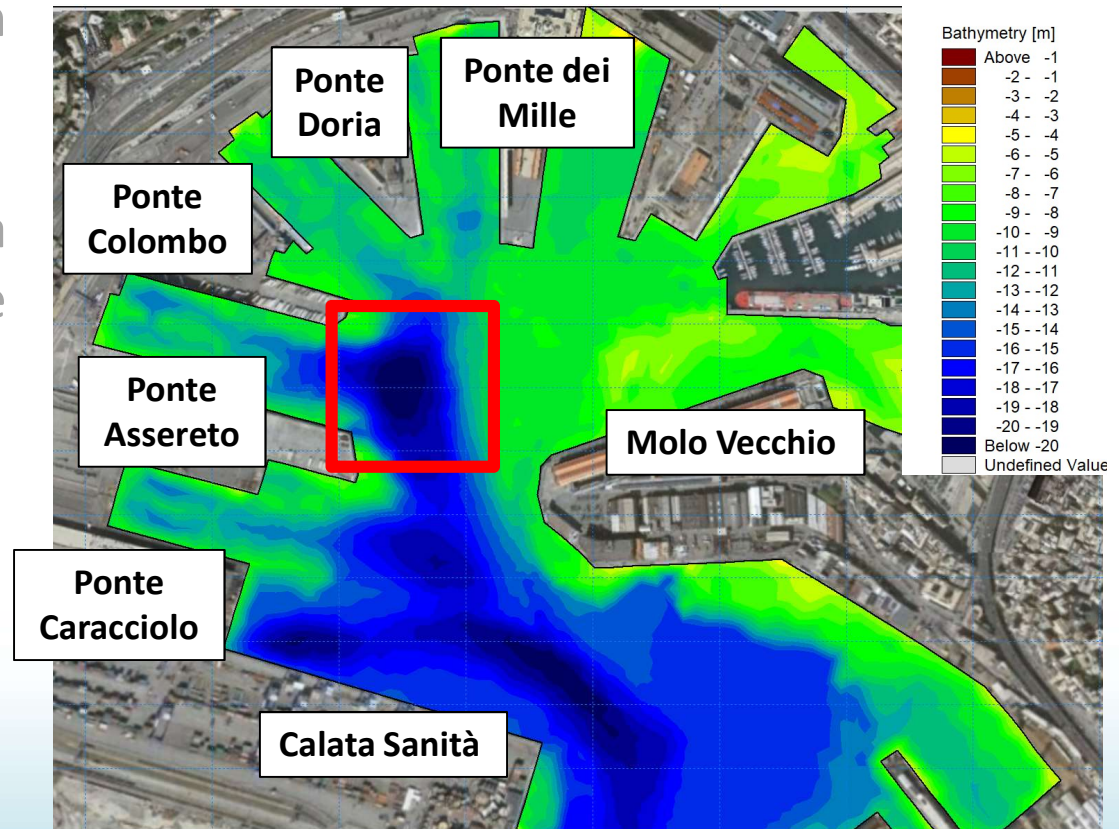 Ponte
Doria
Ponte dei
Mille
Ponte
Colombo
Ponte
Assereto
Molo Vecchio
Ponte
Caracciolo
Calata Sanità
Bathymetry [m]
Above -1
-2 - -1
-3 - -2
-4 - -3
-5 - -4
-6 - -5
-7 - -6
-8 - -7
-9 - -8
-10 - -9
-11 - -10
-12 - -11
-13 - -12
-14 - -13
-15 - -14
-16 - -15
-17 - -16
-18 - -17
-19 - -18
-20 - -19
Below -20
Undefined Value